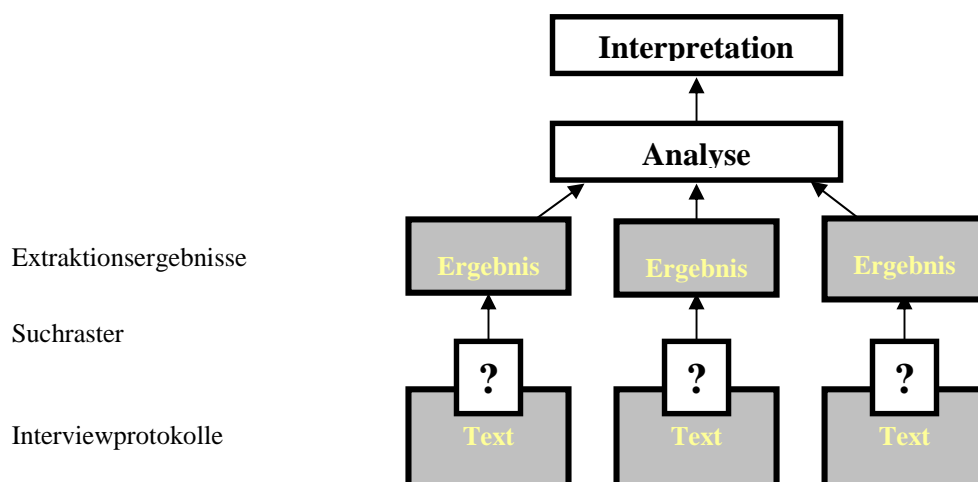 Interpretation
Analyse
Extraktionsergebnisse
Ergebnis Ergebnis Ergebnis
Suchraster
? ? ?
Interviewprotokolle
Text Text Text